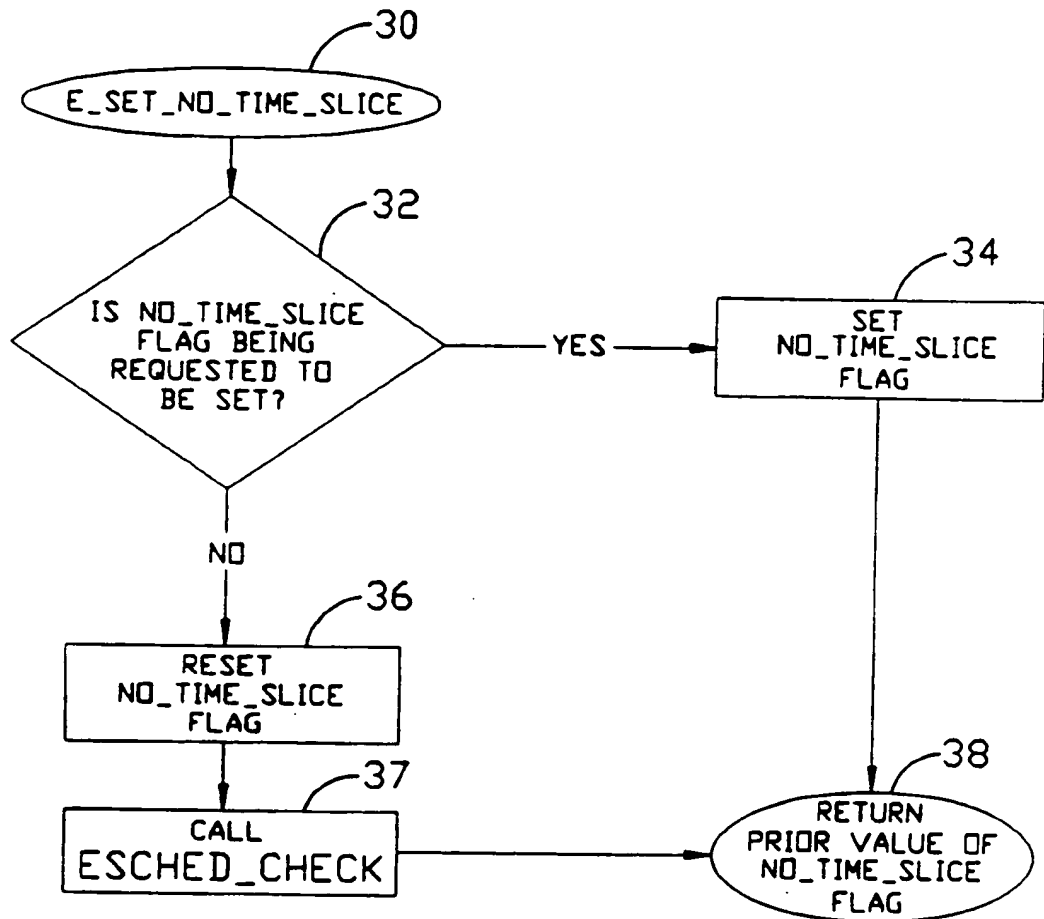 30
E_SET_NO_TIME_SLICE
32
IS NO_TIME_SLICE
FLAG BEING
REQUESTED TO
BE SET?
YES
34
SET
NO_TIME_SLICE
FLAG
NO
36
RESET
NO_TIME_SLICE
FLAG
37
CALL
ESCHED_CHECK
38
RETURN
PRIOR VALUE OF
NO_TIME_SLICE
FLAG